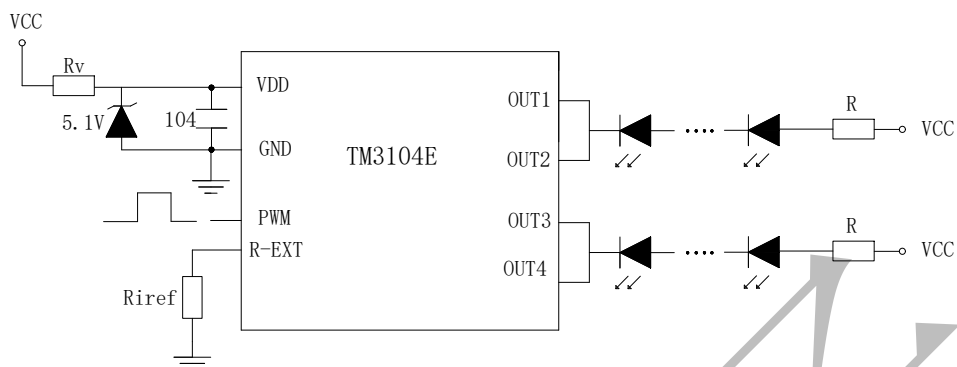 VCC
Rv
5.1V
104
VDD
GND
PWM
R-EXT
Riref
TM3104E
OUT1
OUT2
OUT3
OUT4
R
VCC
R
VCC